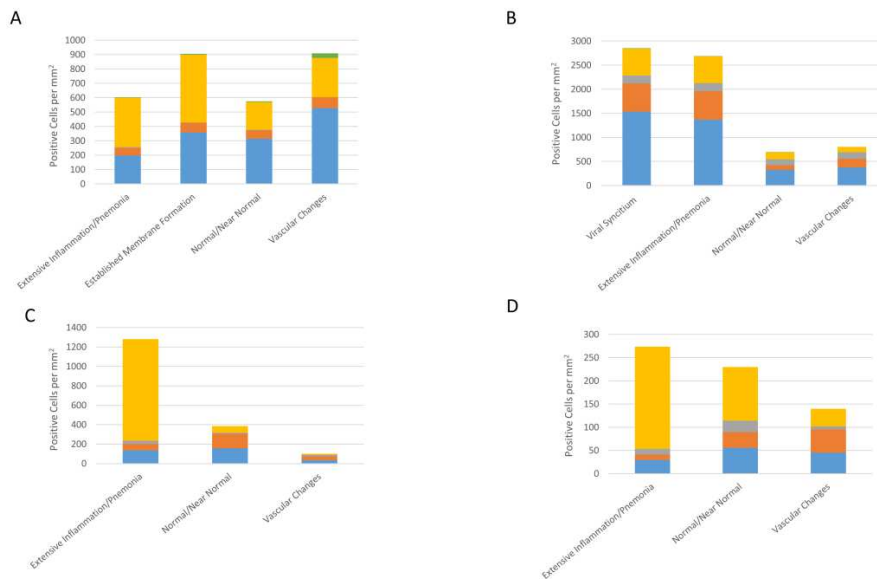 A
Positive Cells per mm²
1000
900
800
700
600
500
400
300
200
100
0
Extensive Inflammation/Pnemonia
Established Membrane Formation
Normal/Near Normal
Vascular Changes
B
Positive Cells per mm²
3000
2500
2000
1500
1000
500
0
Viral Syncitium
Extensive Inflammation/Pnemonia
Normal/Near Normal
Vascular Changes
C
Positive Cells per mm²
1400
1200
1000
800
600
400
200
0
Extensive Inflammation/Pnemonia
Normal/Near Normal
Vascular Changes
D
Positive Cells per mm²
300
250
200
150
100
50
0
Extensive Inflammation/Pnemonia
Normal/Near Normal
Vascular Changes